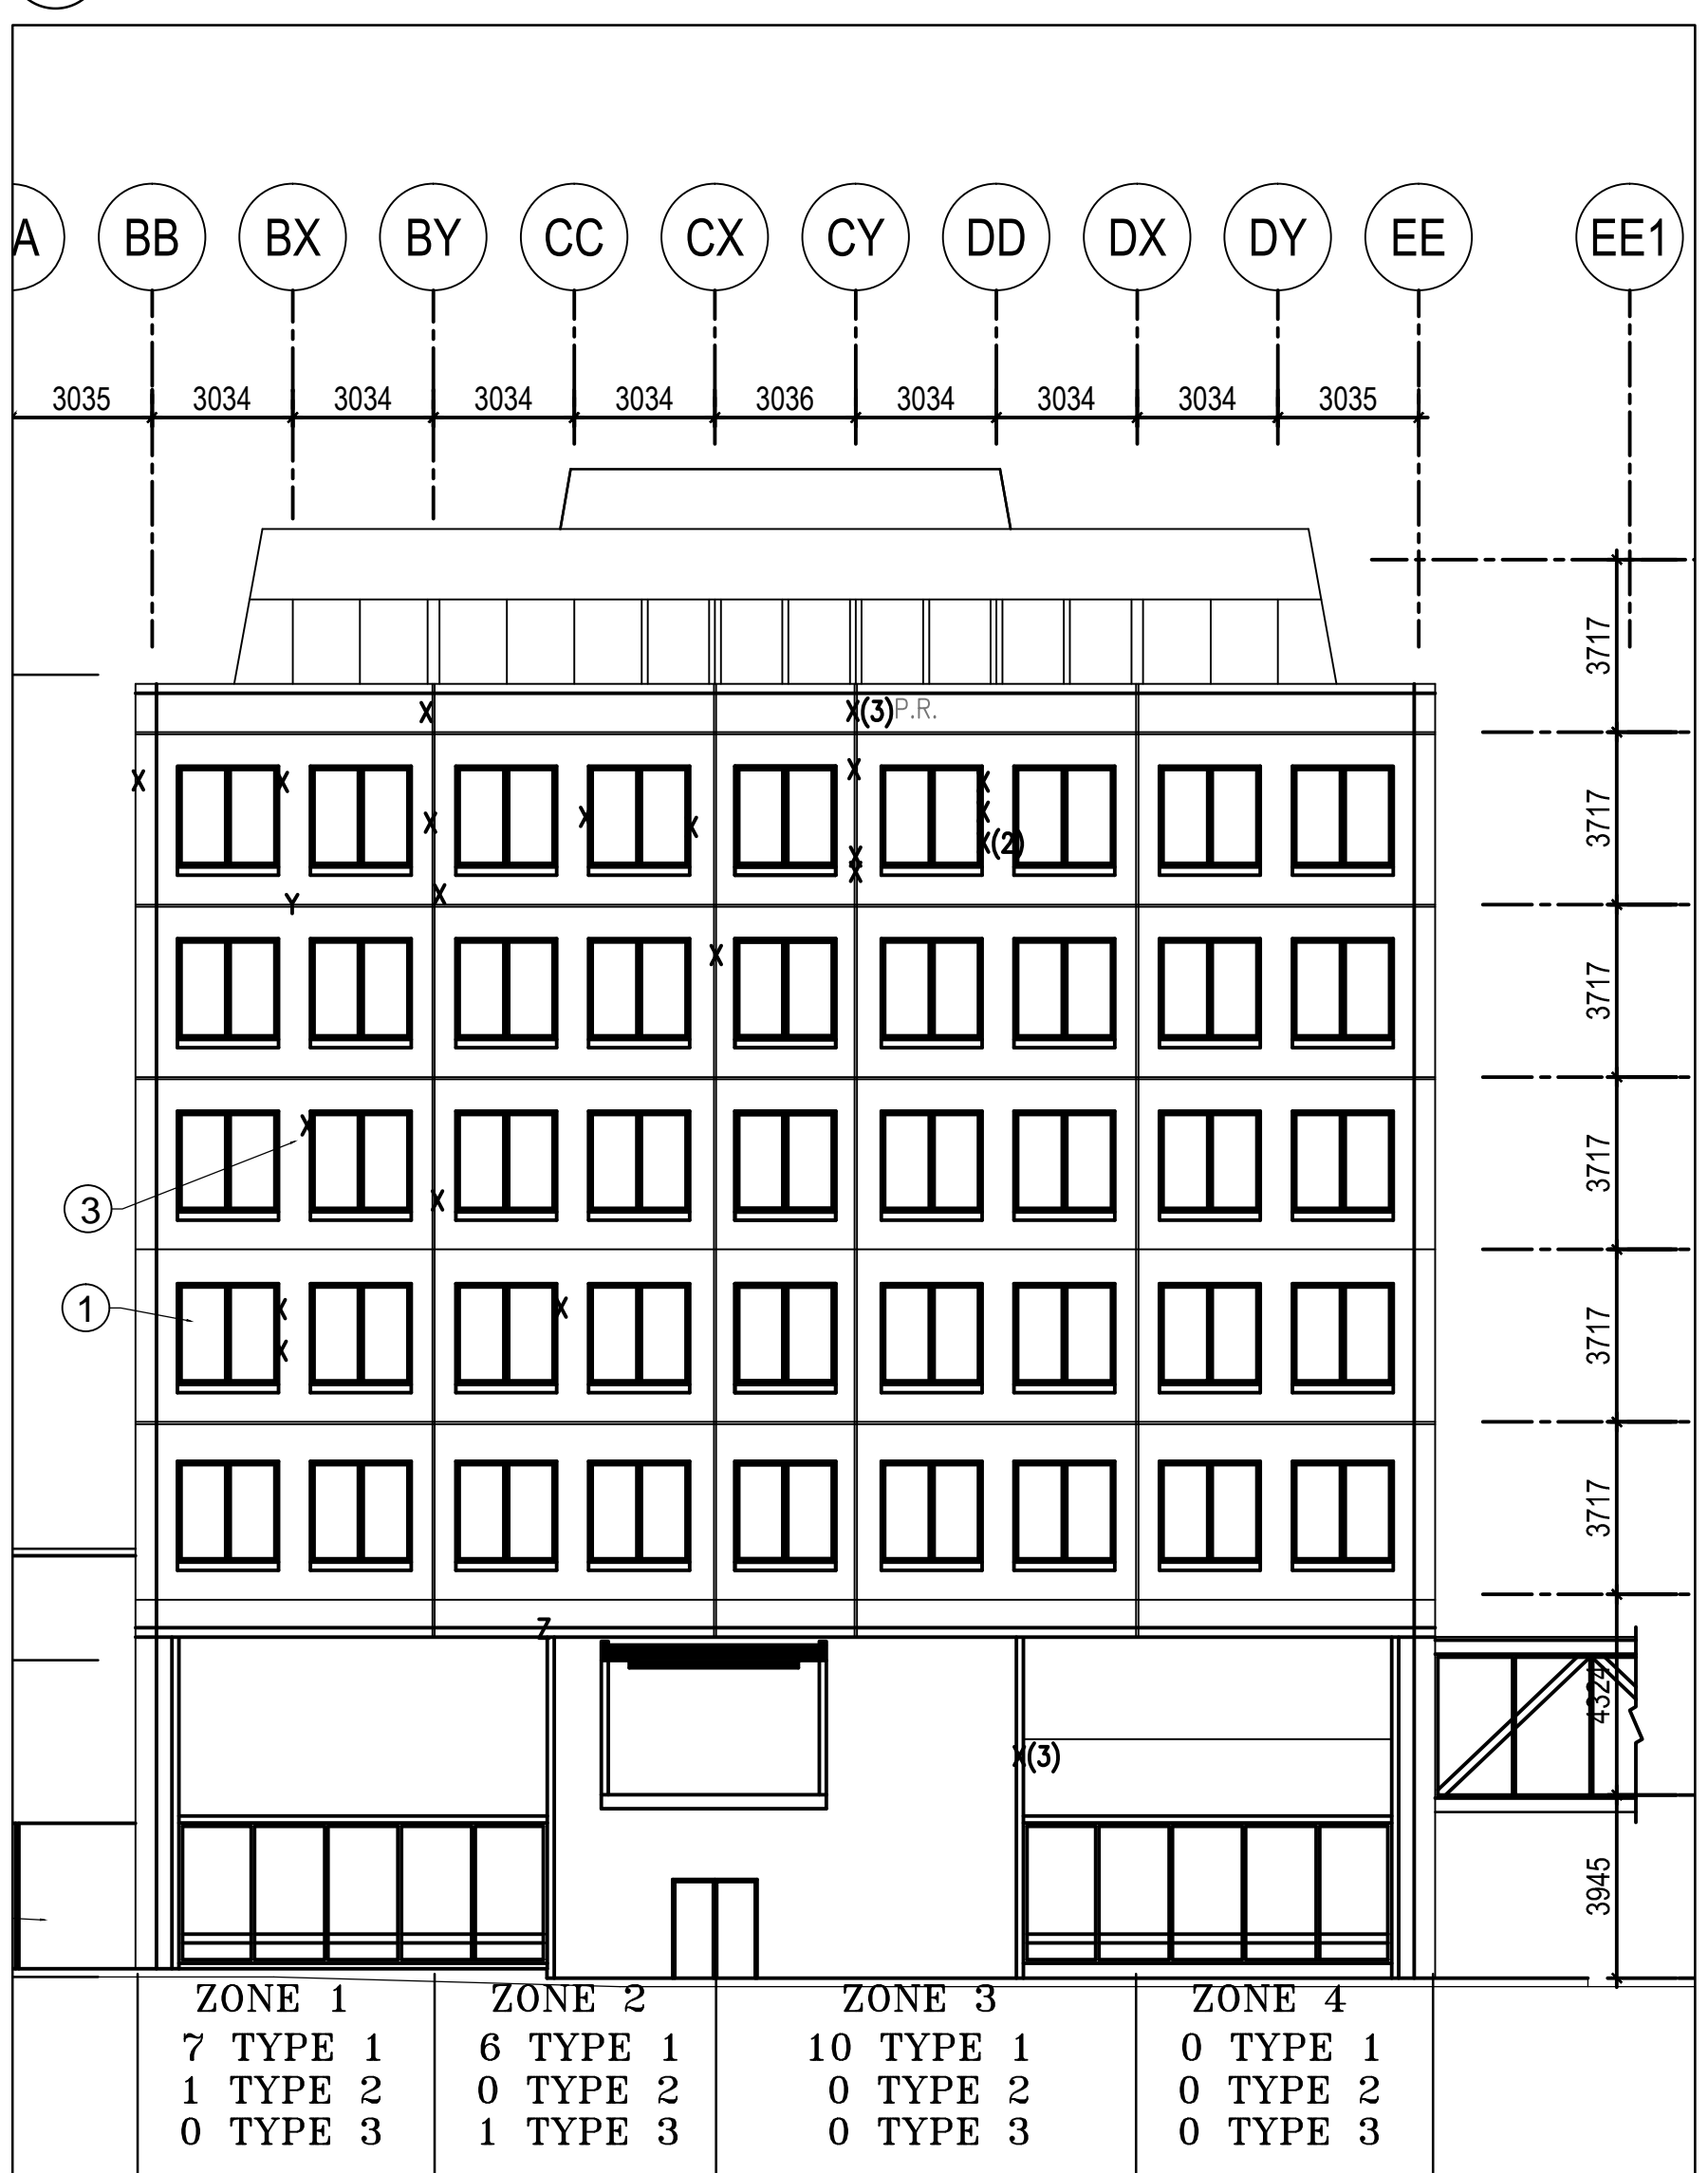 A BB BX BY CC CX CY DD DX DY EE EE1
3035 3034 3034 3034 3034 3036 3034 3034 3034 3035
3717
X X(3) P.R.
X X X X X X X X X X(2) X X
3717
Y X
X
3717
X
3717
3 X
X X
1 X
3717
3717
Z
4324
X(3)
3945
ZONE 1 ZONE 2 ZONE 3 ZONE 4
7 TYPE 1 6 TYPE 1 10 TYPE 1 0 TYPE 1
1 TYPE 2 0 TYPE 2 0 TYPE 2 0 TYPE 2
0 TYPE 3 1 TYPE 3 0 TYPE 3 0 TYPE 3